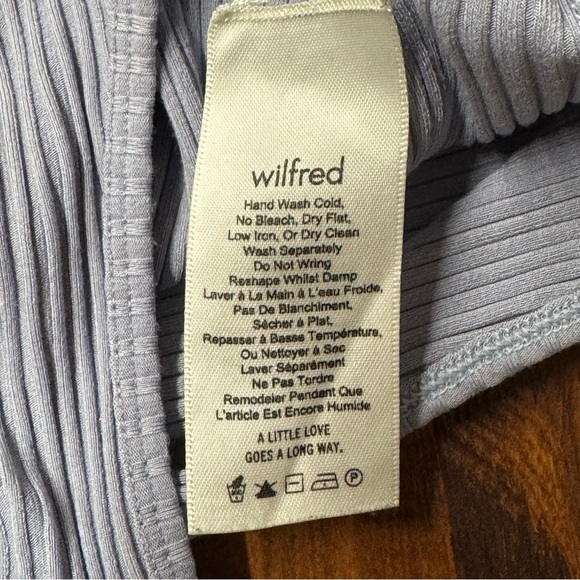 wilfred
Hand Wash Cold,
No Bleach, Dry Flat,
Low Iron, Or Dry Clean
Wash Separately
Do Not Wring
Reshape Whilst Damp
Laver à La Main à L'eau Froide,
Pas De Blanchiment,
Sécher à Plat,
Repasser à Basse Température,
Ou Nettoyer à Sec
Laver Séparément
Ne Pas Tordre
Remodeler Pendant Que
L'article Est Encore Humide
A LITTLE LOVE
GOES A LONG WAY.
P